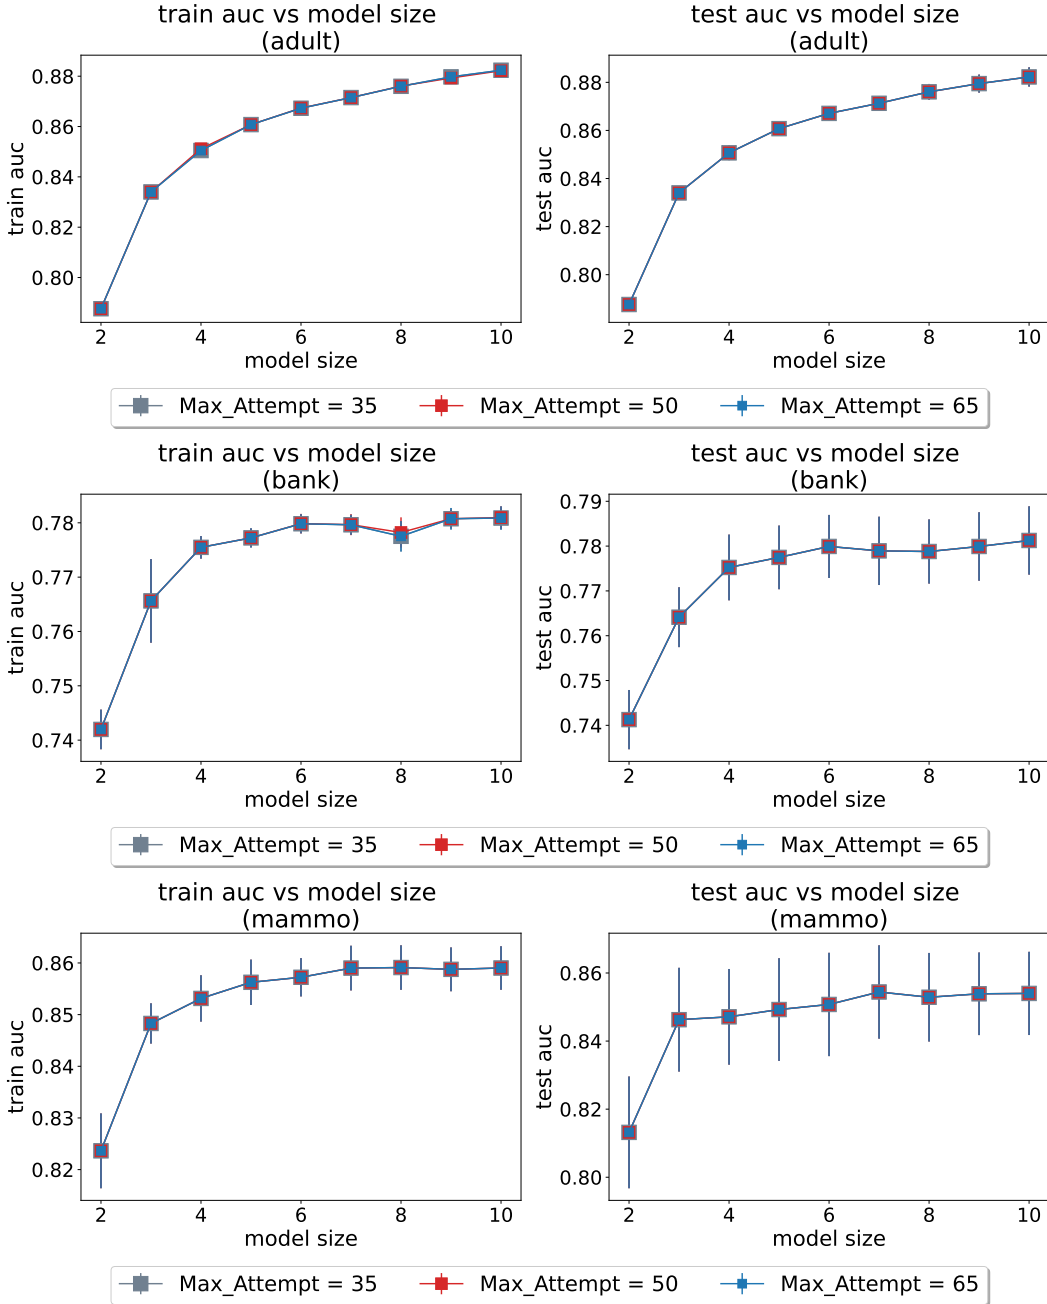 train auc vs model size
(adult)
test auc vs model size
(adult)
train auc
0.88
0.86
0.84
0.82
0.80
2 4 6 8 10
model size
test auc
0.88
0.86
0.84
0.82
0.80
2 4 6 8 10
model size
Max_Attempt = 35 Max_Attempt = 50 Max_Attempt = 65
train auc vs model size
(bank)
test auc vs model size
(bank)
train auc
0.78
0.77
0.76
0.75
0.74
2 4 6 8 10
model size
test auc
0.79
0.78
0.77
0.76
0.75
0.74
2 4 6 8 10
model size
Max_Attempt = 35 Max_Attempt = 50 Max_Attempt = 65
train auc vs model size
(mammo)
test auc vs model size
(mammo)
train auc
0.86
0.85
0.84
0.83
0.82
2 4 6 8 10
model size
test auc
0.86
0.84
0.82
0.80
2 4 6 8 10
model size
Max_Attempt = 35 Max_Attempt = 50 Max_Attempt = 65